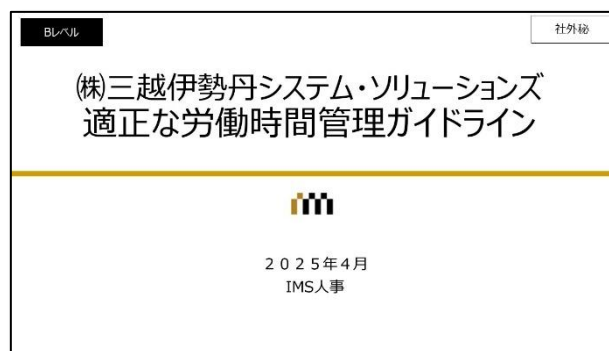 Bレベル
社外秘
㈱三越伊勢丹システム・ソリューションズ
適正な労働時間管理ガイドライン
２０２５年４月
IMS人事